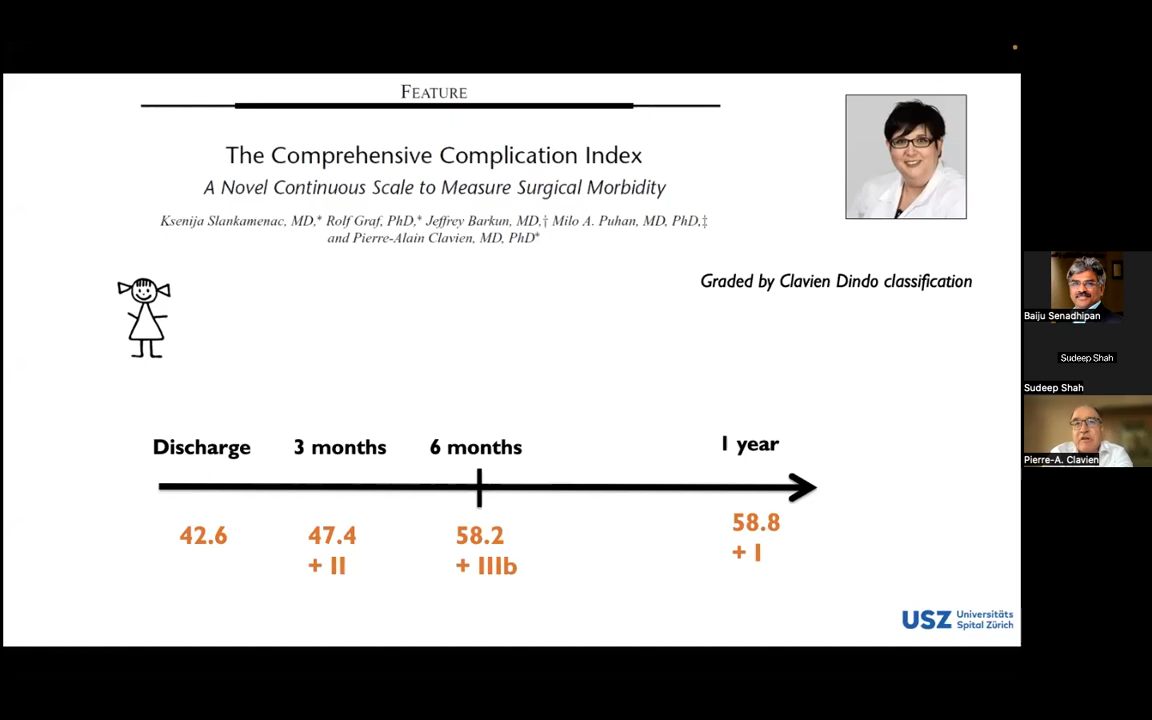 FEATURE
The Comprehensive Complication Index
A Novel Continuous Scale to Measure Surgical Morbidity
Ksenija Slankamenac, MD,* Rolf Graf, PhD,* Jeffrey Barkun, MD,† Milo A. Puhan, MD, PhD,‡
and Pierre-Alain Clavien, MD, PhD*
Graded by Clavien Dindo classification
Baiju Senadhipan
Sudeep Shah
Sudeep Shah
Pierre-A. Clavien
Discharge 3 months 6 months 1 year
42.6 47.4 58.2 58.8
+ II + IIIb + I
USZ Universitäts
Spital Zürich